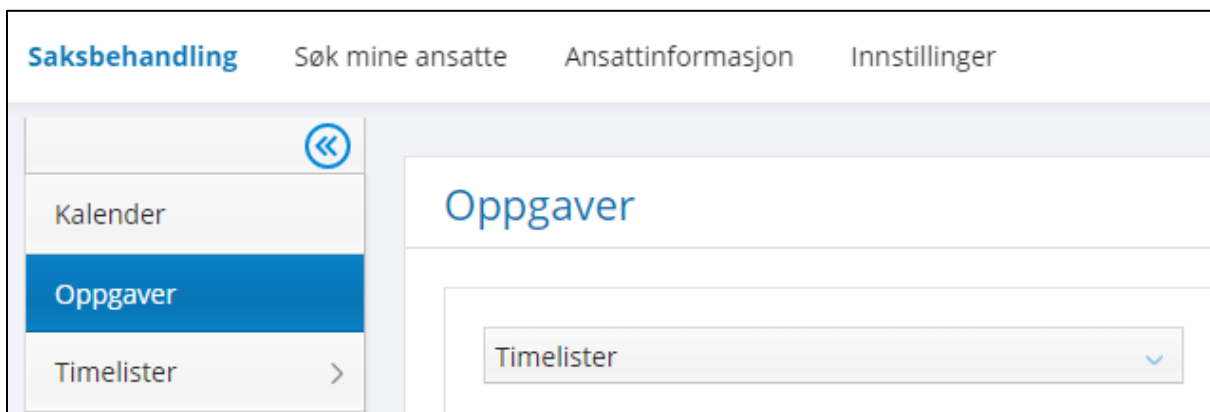 Saksbehandling Søk mine ansatte Ansattinformasjon Innstillinger
Kalender
Oppgaver
Timelister
Oppgaver
Timelister